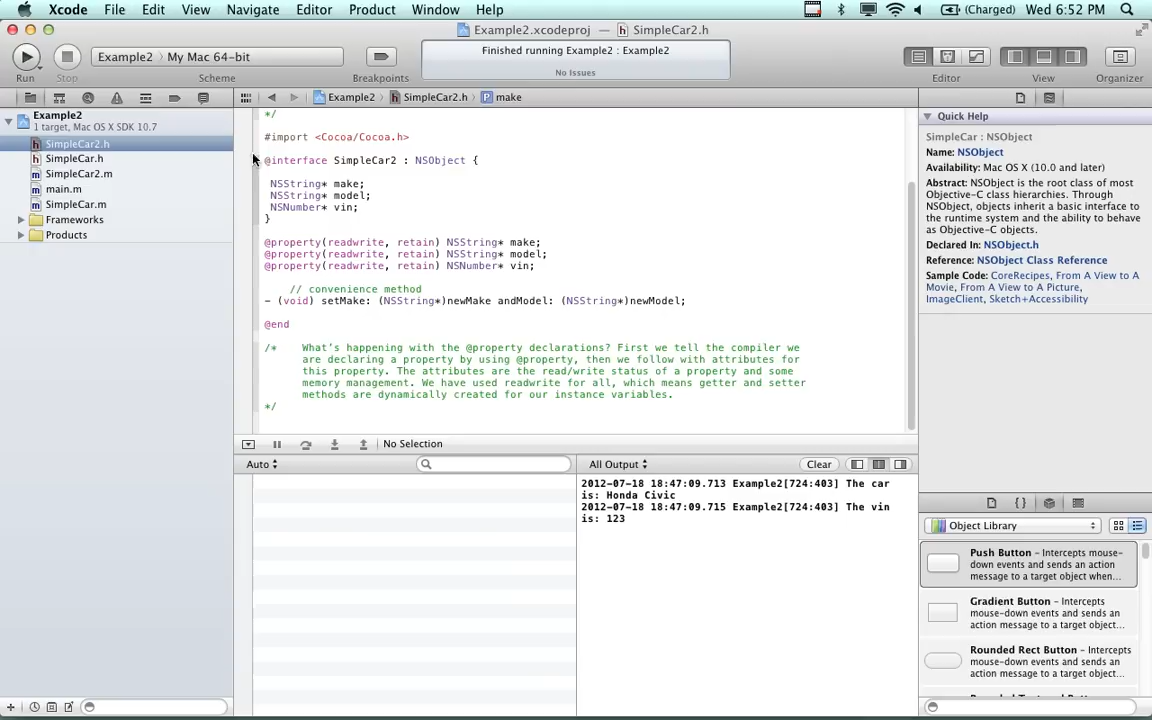 Xcode File Edit View Navigate Editor Product Window Help (Charged) Wed 6:52 PM
Example2.xcodeproj — SimpleCar2.h
Example2 〉My Mac 64-bit
Finished running Example2 : Example2
No Issues
Run Stop Scheme Breakpoints Editor View Organizer
Example2 〉 SimpleCar2.h 〉 make
Example2
1 target, Mac OS X SDK 10.7
SimpleCar2.h
SimpleCar.h
SimpleCar2.m
main.m
SimpleCar.m
Frameworks
Products
*/
#import <Cocoa/Cocoa.h>
@interface SimpleCar2 : NSObject {
NSString* make;
NSString* model;
NSNumber* vin;
}
@property(readwrite, retain) NSString* make;
@property(readwrite, retain) NSString* model;
@property(readwrite, retain) NSNumber* vin;
// convenience method
- (void) setMake: (NSString*)newMake andModel: (NSString*)newModel;
@end
/* What's happening with the @property declarations? First we tell the compiler we
are declaring a property by using @property, then we follow with attributes for
this property. The attributes are the read/write status of a property and some
memory management. We have used readwrite for all, which means getter and setter
methods are dynamically created for our instance variables.
*/
No Selection
Auto
All Output
Clear
2012-07-18 18:47:09.713 Example2[724:403] The car
is: Honda Civic
2012-07-18 18:47:09.715 Example2[724:403] The vin
is: 123
Quick Help
SimpleCar : NSObject
Name: NSObject
Availability: Mac OS X (10.0 and later)
Abstract: NSObject is the root class of most
Objective-C class hierarchies. Through
NSObject, objects inherit a basic interface to
the runtime system and the ability to behave
as Objective-C objects.
Declared In: NSObject.h
Reference: NSObject Class Reference
Sample Code: CoreRecipes, From A View to A
Movie, From A View to A Picture,
ImageClient, Sketch+Accessibility
Object Library
Push Button – Intercepts mouse-
down events and sends an action
message to a target object when...
Gradient Button – Intercepts
mouse-down events and sends an
action message to a target object...
Rounded Rect Button – Intercepts
mouse-down events and sends an
action message to a target object...